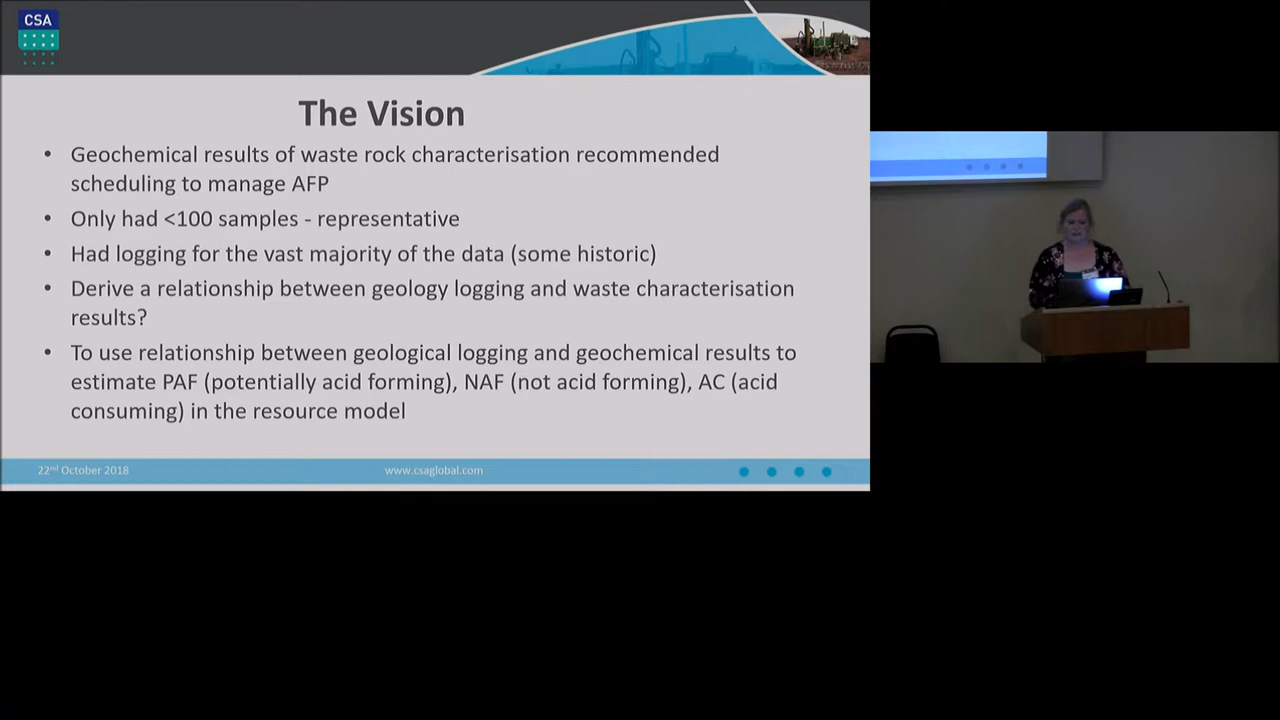 CSA
The Vision
• Geochemical results of waste rock characterisation recommended
scheduling to manage AFP
• Only had <100 samples - representative
• Had logging for the vast majority of the data (some historic)
• Derive a relationship between geology logging and waste characterisation
results?
• To use relationship between geological logging and geochemical results to
estimate PAF (potentially acid forming), NAF (not acid forming), AC (acid
consuming) in the resource model
22nd October 2018
www.csaglobal.com